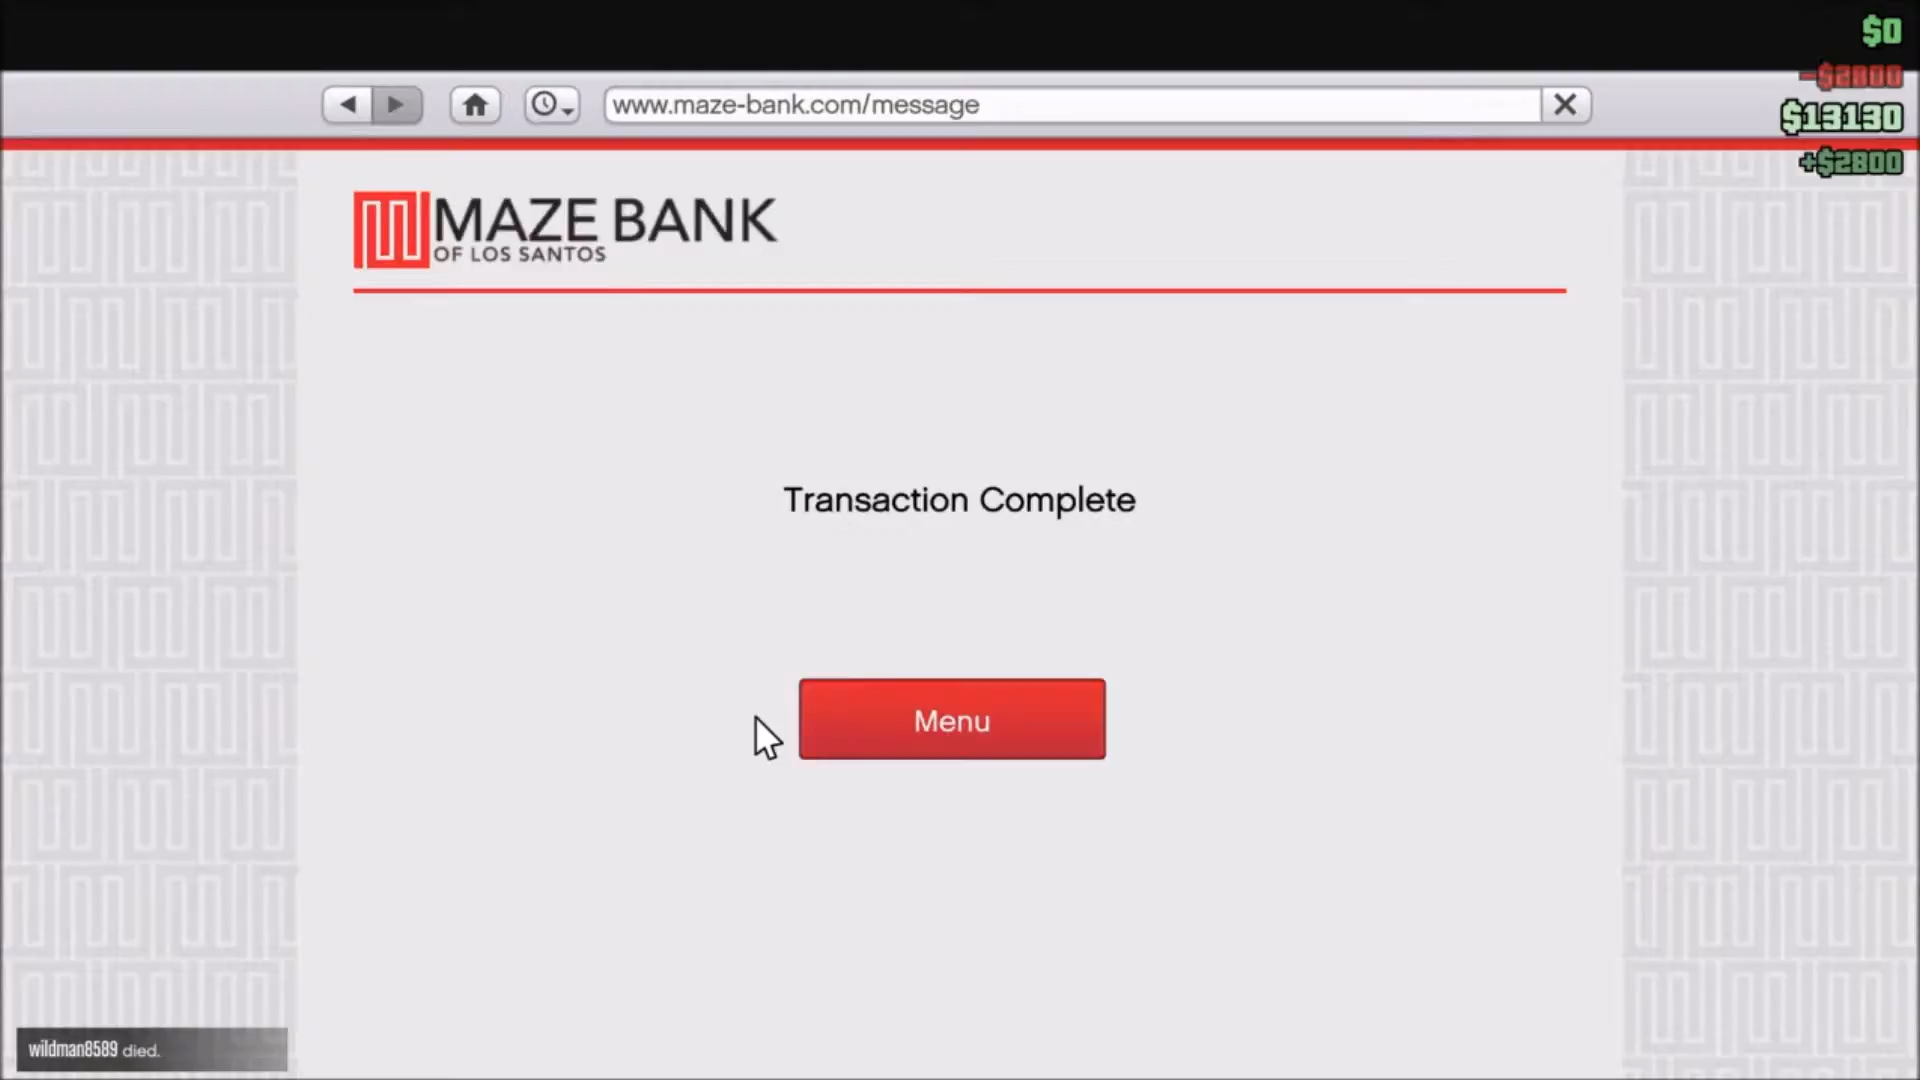 $0
-$2800
www.maze-bank.com/message
$13130
+$2800
MAZE BANK
OF LOS SANTOS
Transaction Complete
Menu
wildman8589 died.